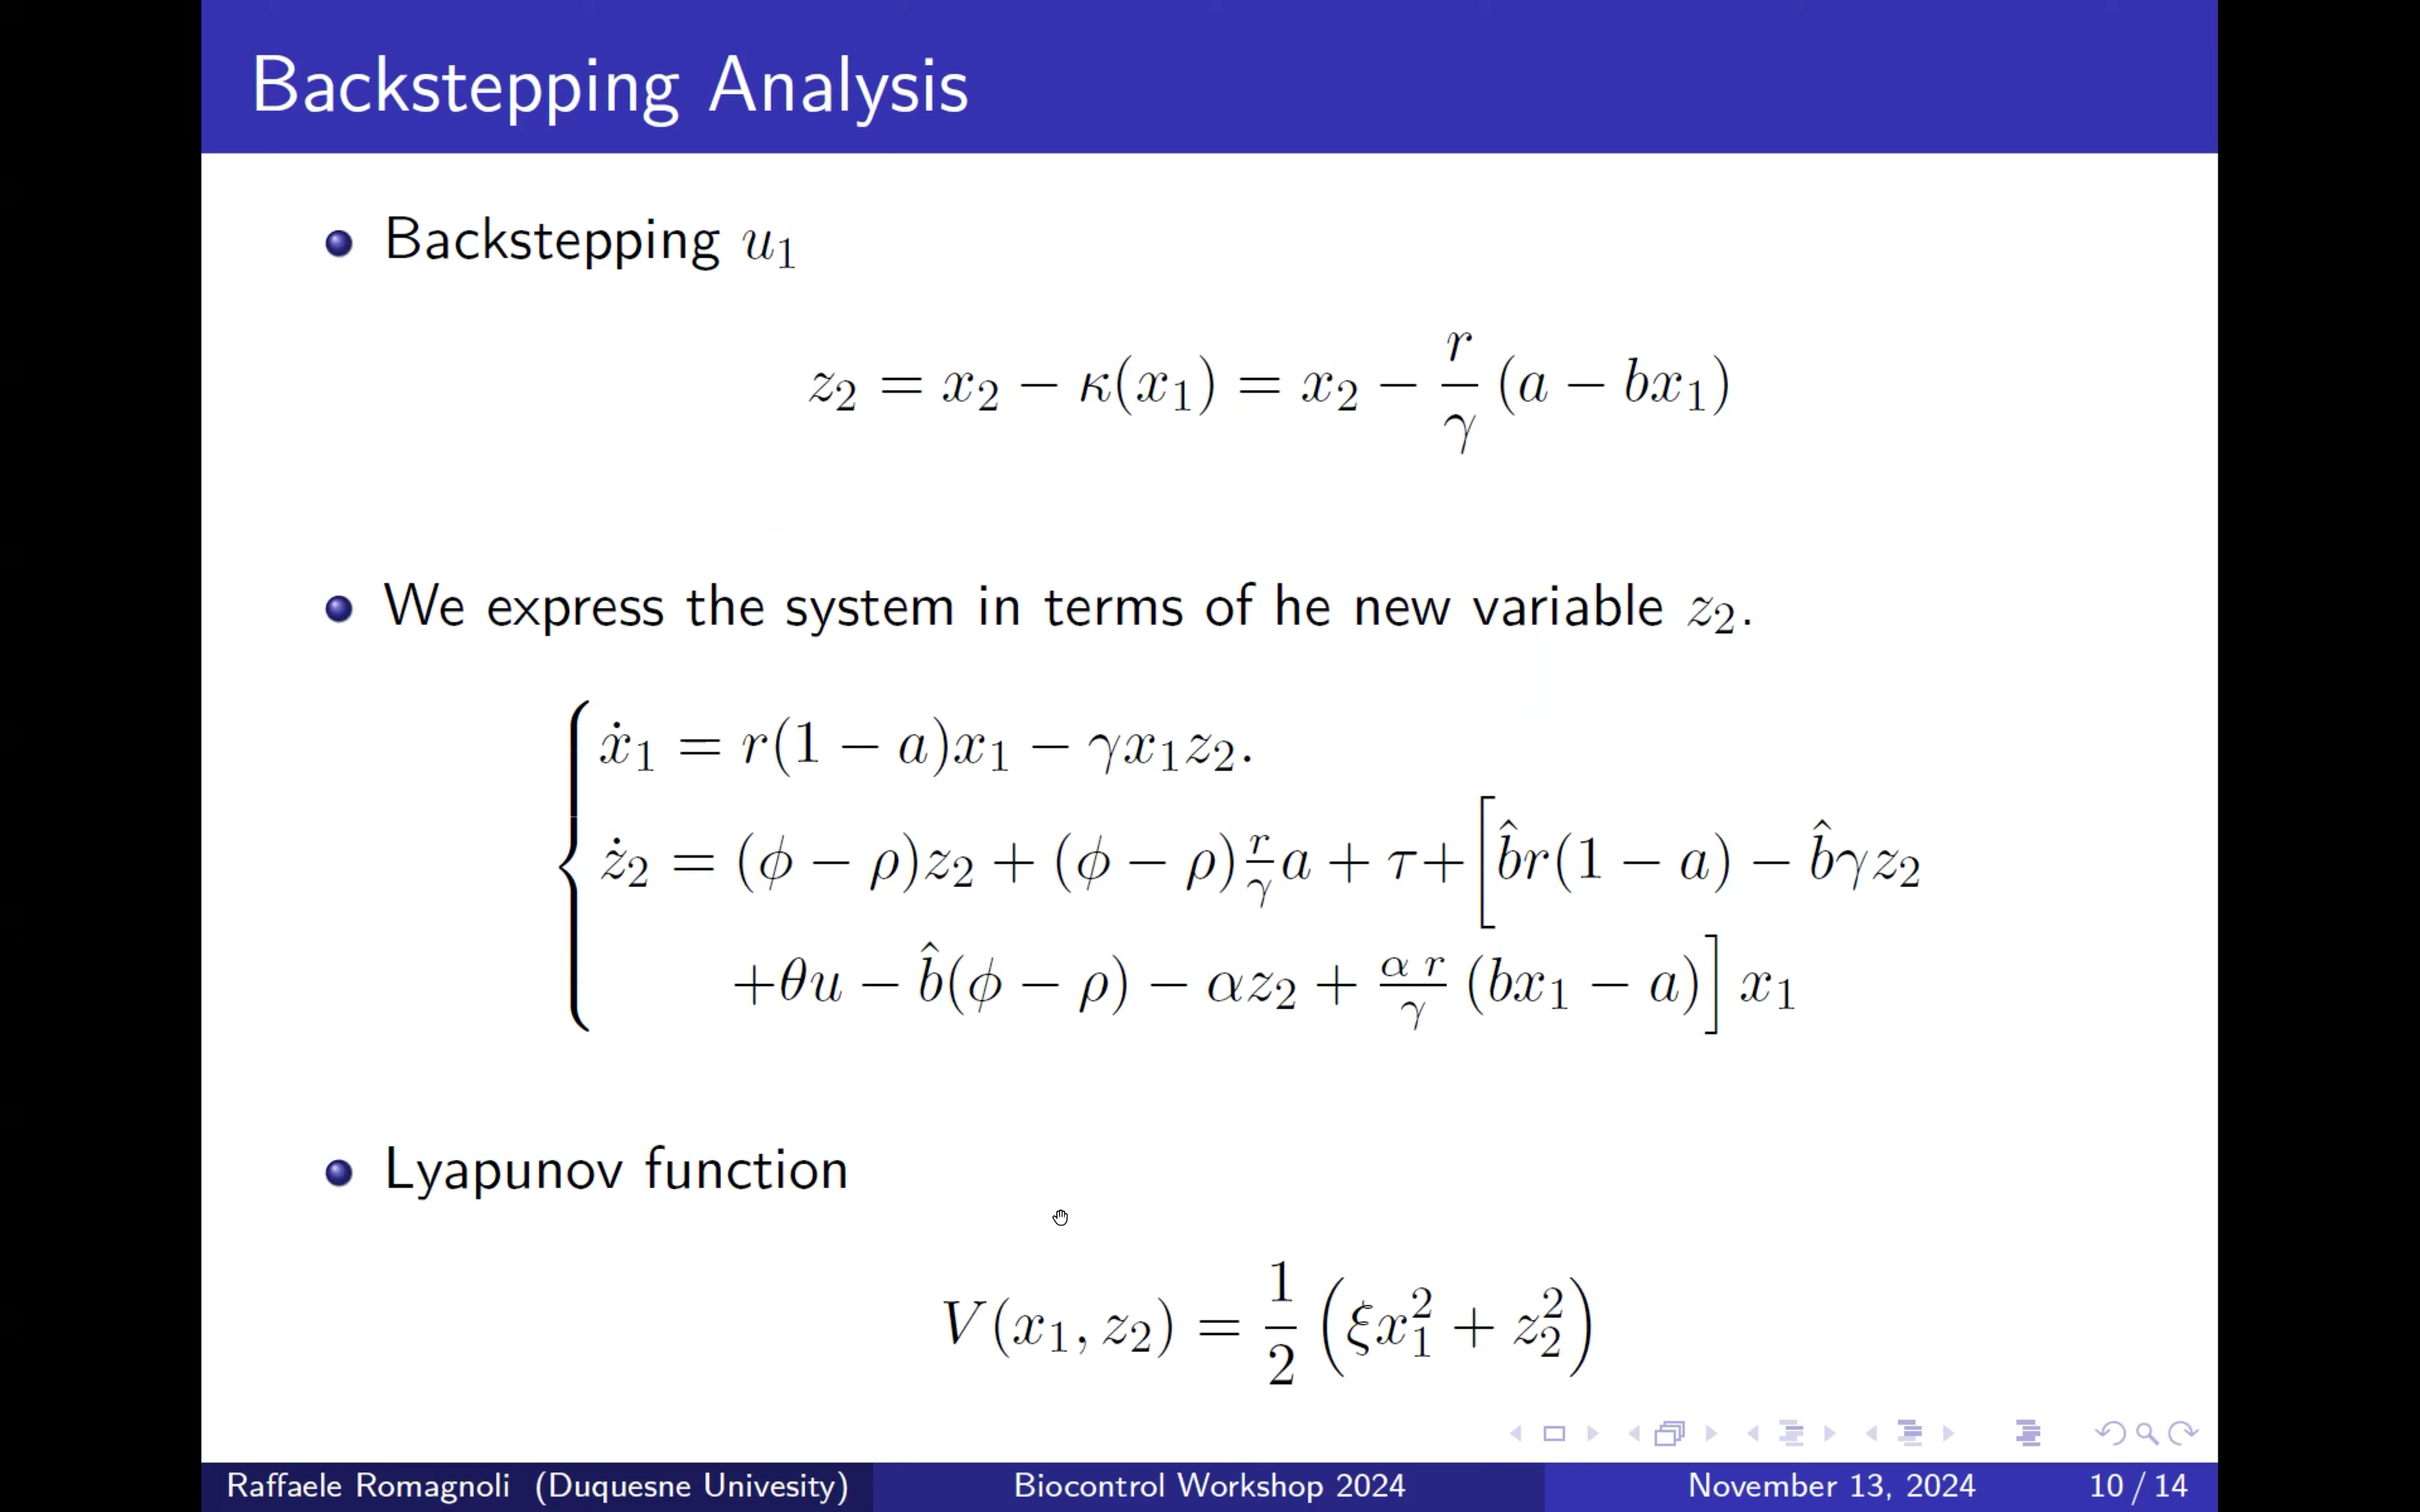 Backstepping Analysis
Backstepping u₁
z₂ = x₂ − κ(x₁) = x₂ − r/γ (a − bx₁)
We express the system in terms of he new variable z₂.
ẋ₁ = r(1 − a)x₁ − γx₁z₂.
ż₂ = (ϕ − ρ)z₂ + (ϕ − ρ) r/γ a + τ + [b̂r(1 − a) − b̂γz₂
+θu − b̂(ϕ − ρ) − αz₂ + α r/γ (bx₁ − a)] x₁
Lyapunov function
V(x₁, z₂) = 1/2 (ξx₁² + z₂²)
Raffaele Romagnoli (Duquesne Univesity) Biocontrol Workshop 2024 November 13, 2024 10 / 14